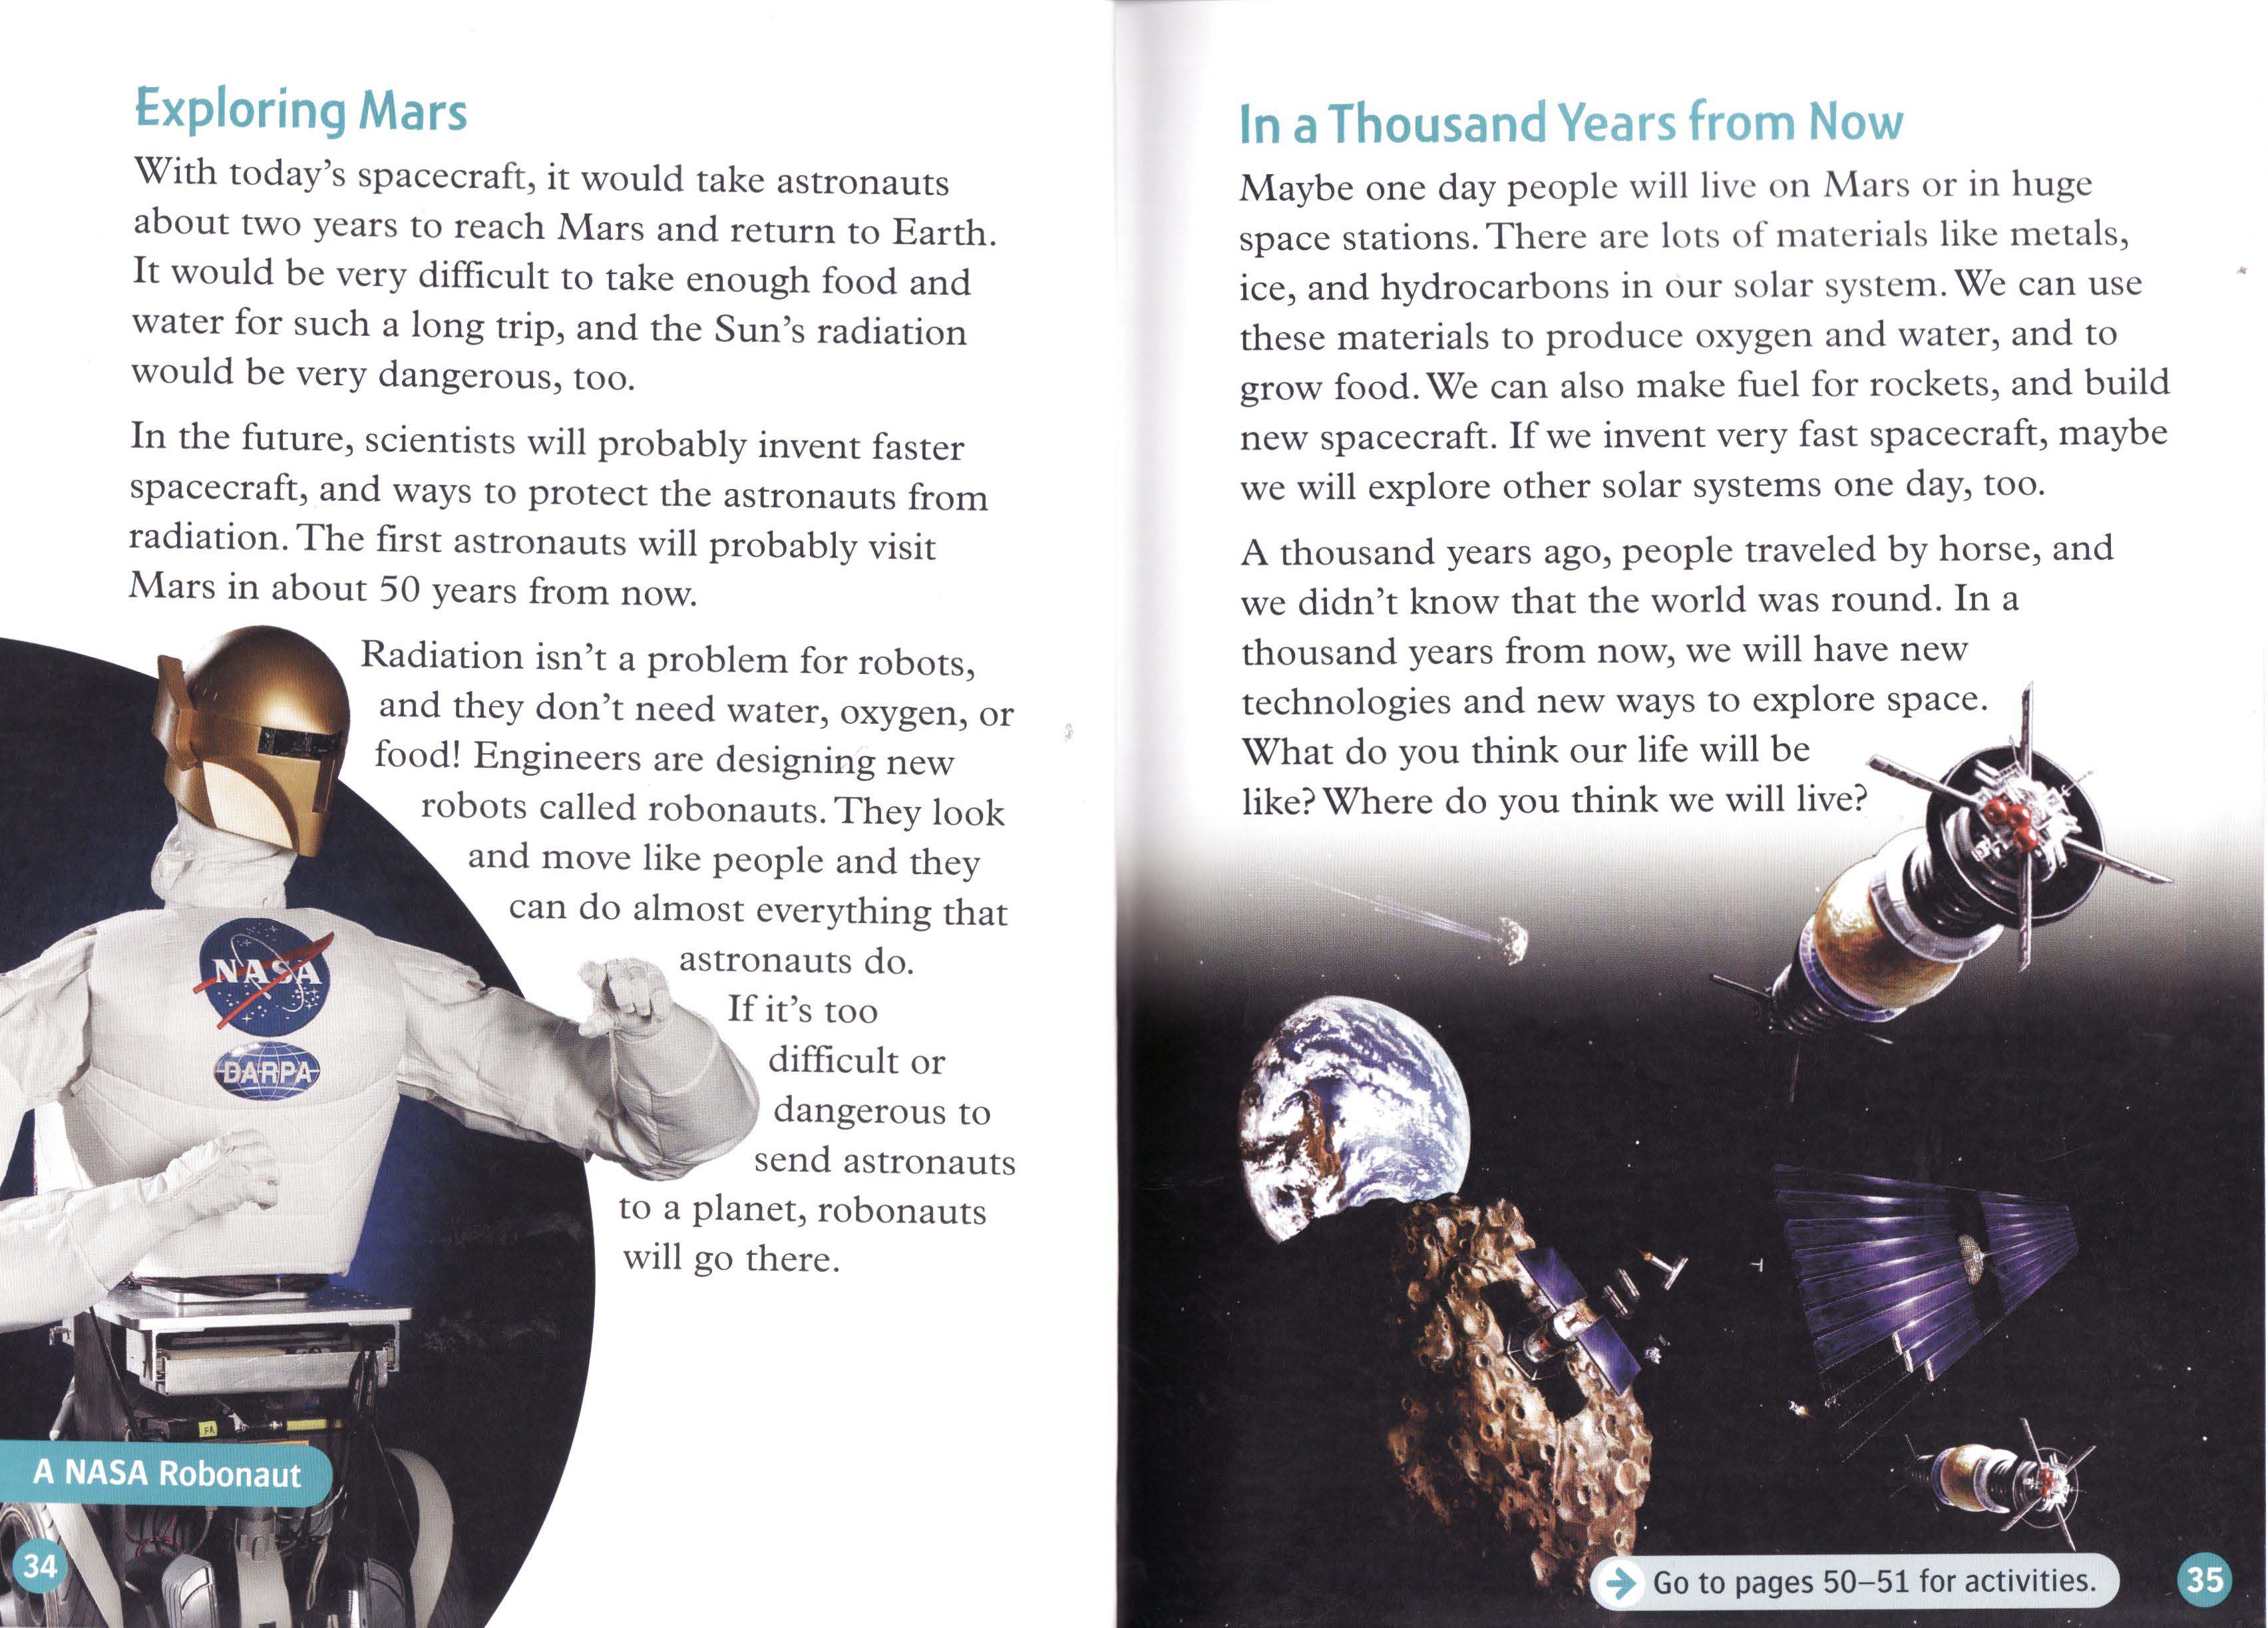 Exploring Mars
With today's spacecraft, it would take astronauts
about two years to reach Mars and return to Earth.
It would be very difficult to take enough food and
water for such a long trip, and the Sun's radiation
would be very dangerous, too.
In the future, scientists will probably invent faster
spacecraft, and ways to protect the astronauts from
radiation. The first astronauts will probably visit
Mars in about 50 years from now.
Radiation isn't a problem for robots,
and they don't need water, oxygen, or
food! Engineers are designing new
robots called robonauts. They look
and move like people and they
can do almost everything that
astronauts do.
If it's too
difficult or
dangerous to
send astronauts
to a planet, robonauts
will go there.
NASA
DARPA
FA
A NASA Robonaut
34
In a Thousand Years from Now
Maybe one day people will live on Mars or in huge
space stations. There are lots of materials like metals,
ice, and hydrocarbons in our solar system. We can use
these materials to produce oxygen and water, and to
grow food. We can also make fuel for rockets, and build
new spacecraft. If we invent very fast spacecraft, maybe
we will explore other solar systems one day, too.
A thousand years ago, people traveled by horse, and
we didn't know that the world was round. In a
thousand years from now, we will have new
technologies and new ways to explore space.
What do you think our life will be
like? Where do you think we will live?
Go to pages 50–51 for activities.
35